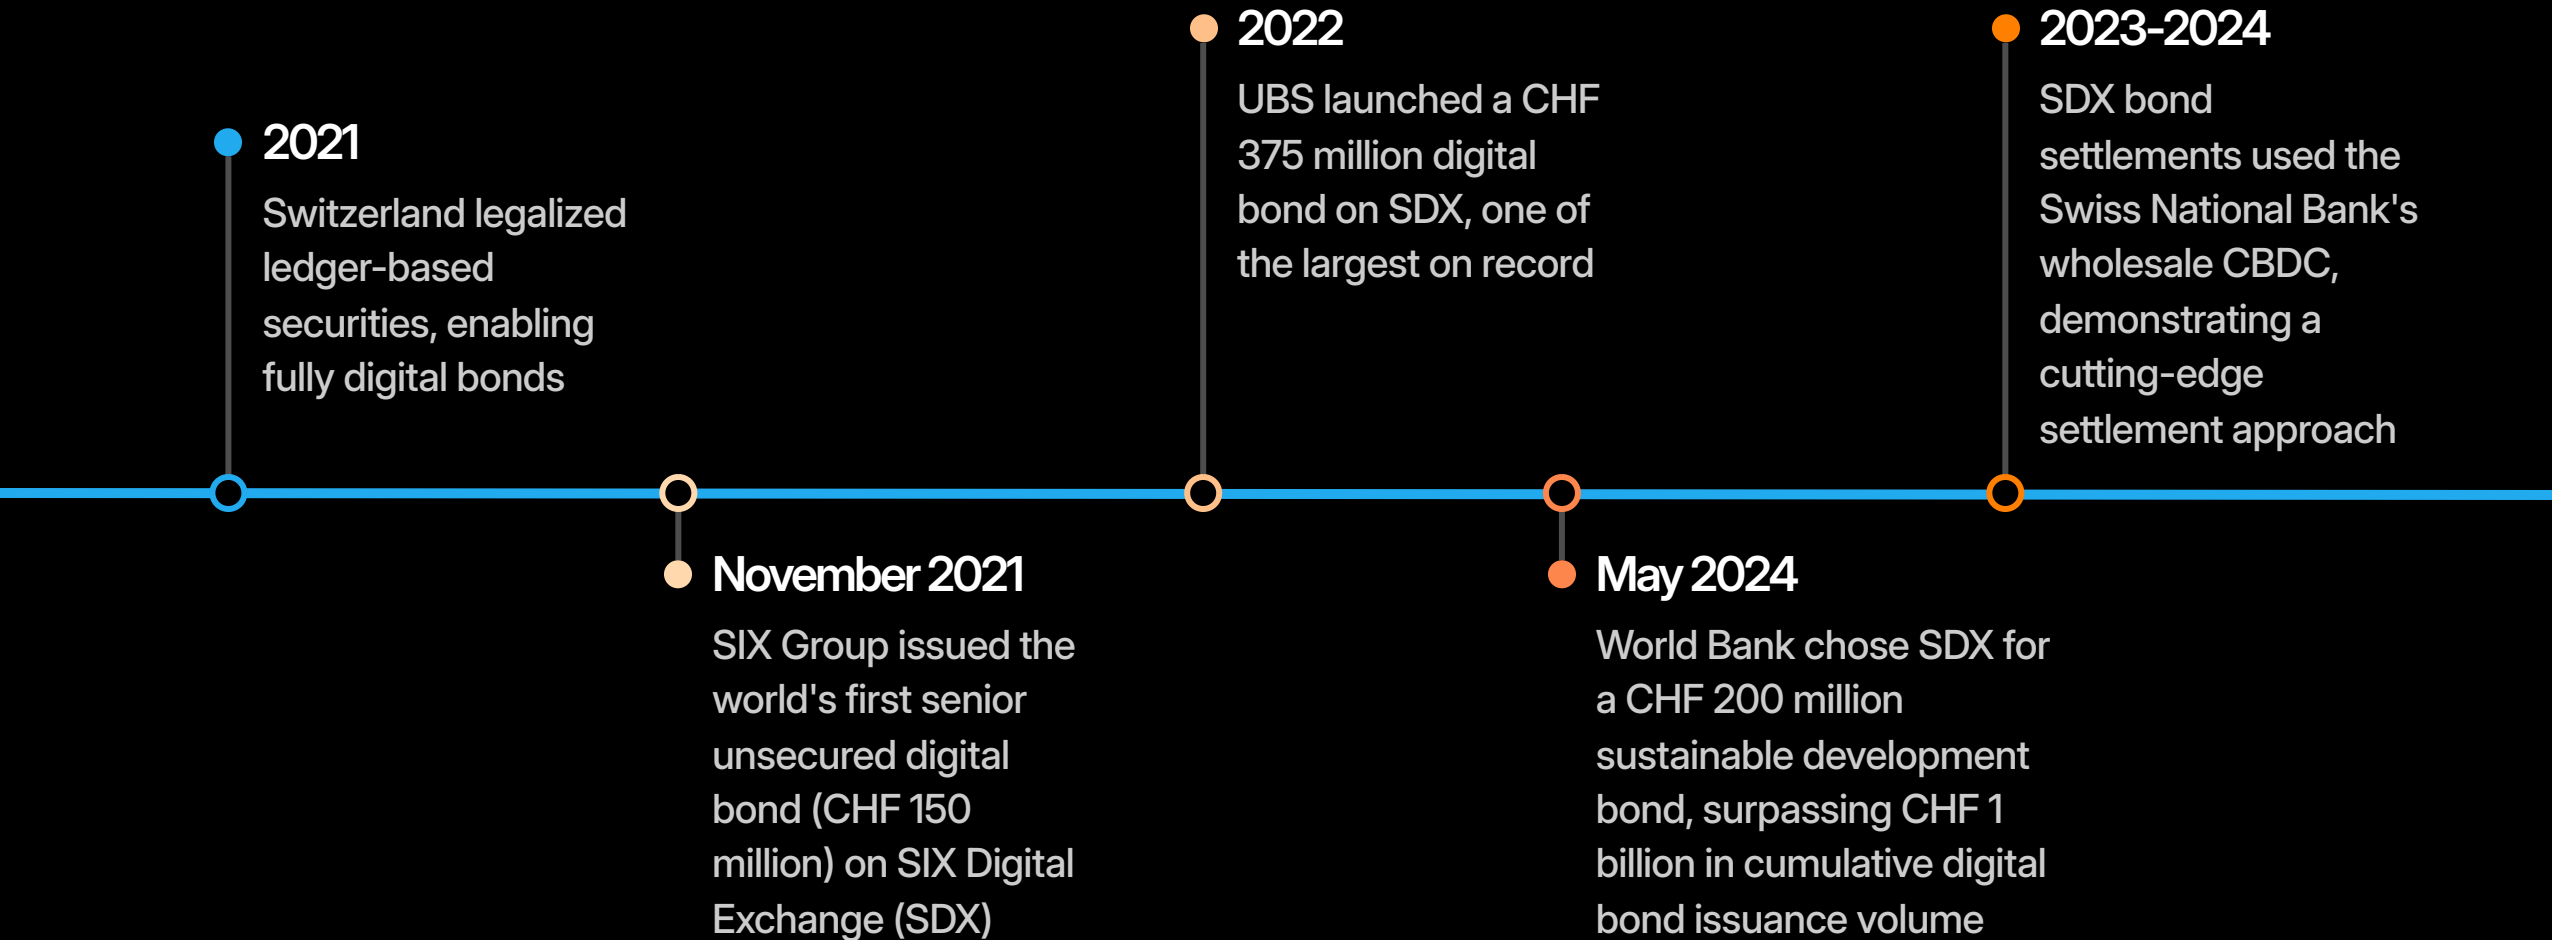 2021
Switzerland legalized
ledger-based
securities, enabling
fully digital bonds
November 2021
SIX Group issued the
world's first senior
unsecured digital
bond (CHF 150
million) on SIX Digital
Exchange (SDX)
2022
UBS launched a CHF
375 million digital
bond on SDX, one of
the largest on record
May 2024
World Bank chose SDX for
a CHF 200 million
sustainable development
bond, surpassing CHF 1
billion in cumulative digital
bond issuance volume
2023-2024
SDX bond
settlements used the
Swiss National Bank's
wholesale CBDC,
demonstrating a
cutting-edge
settlement approach